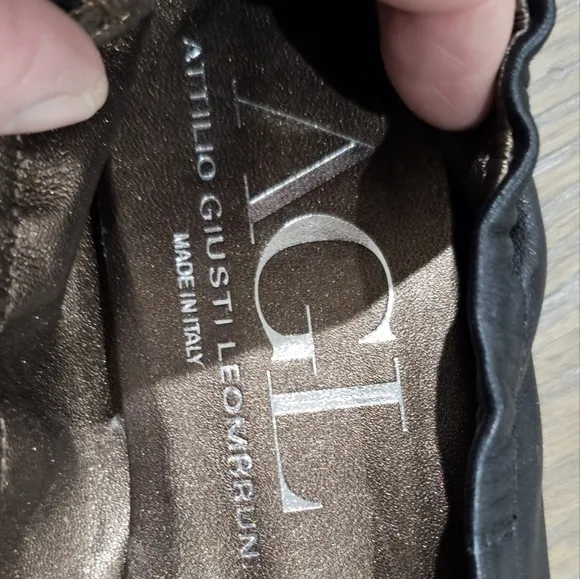 AGL
ATTILIO GIUSTI LEOMBRUNI
MADE IN ITALY